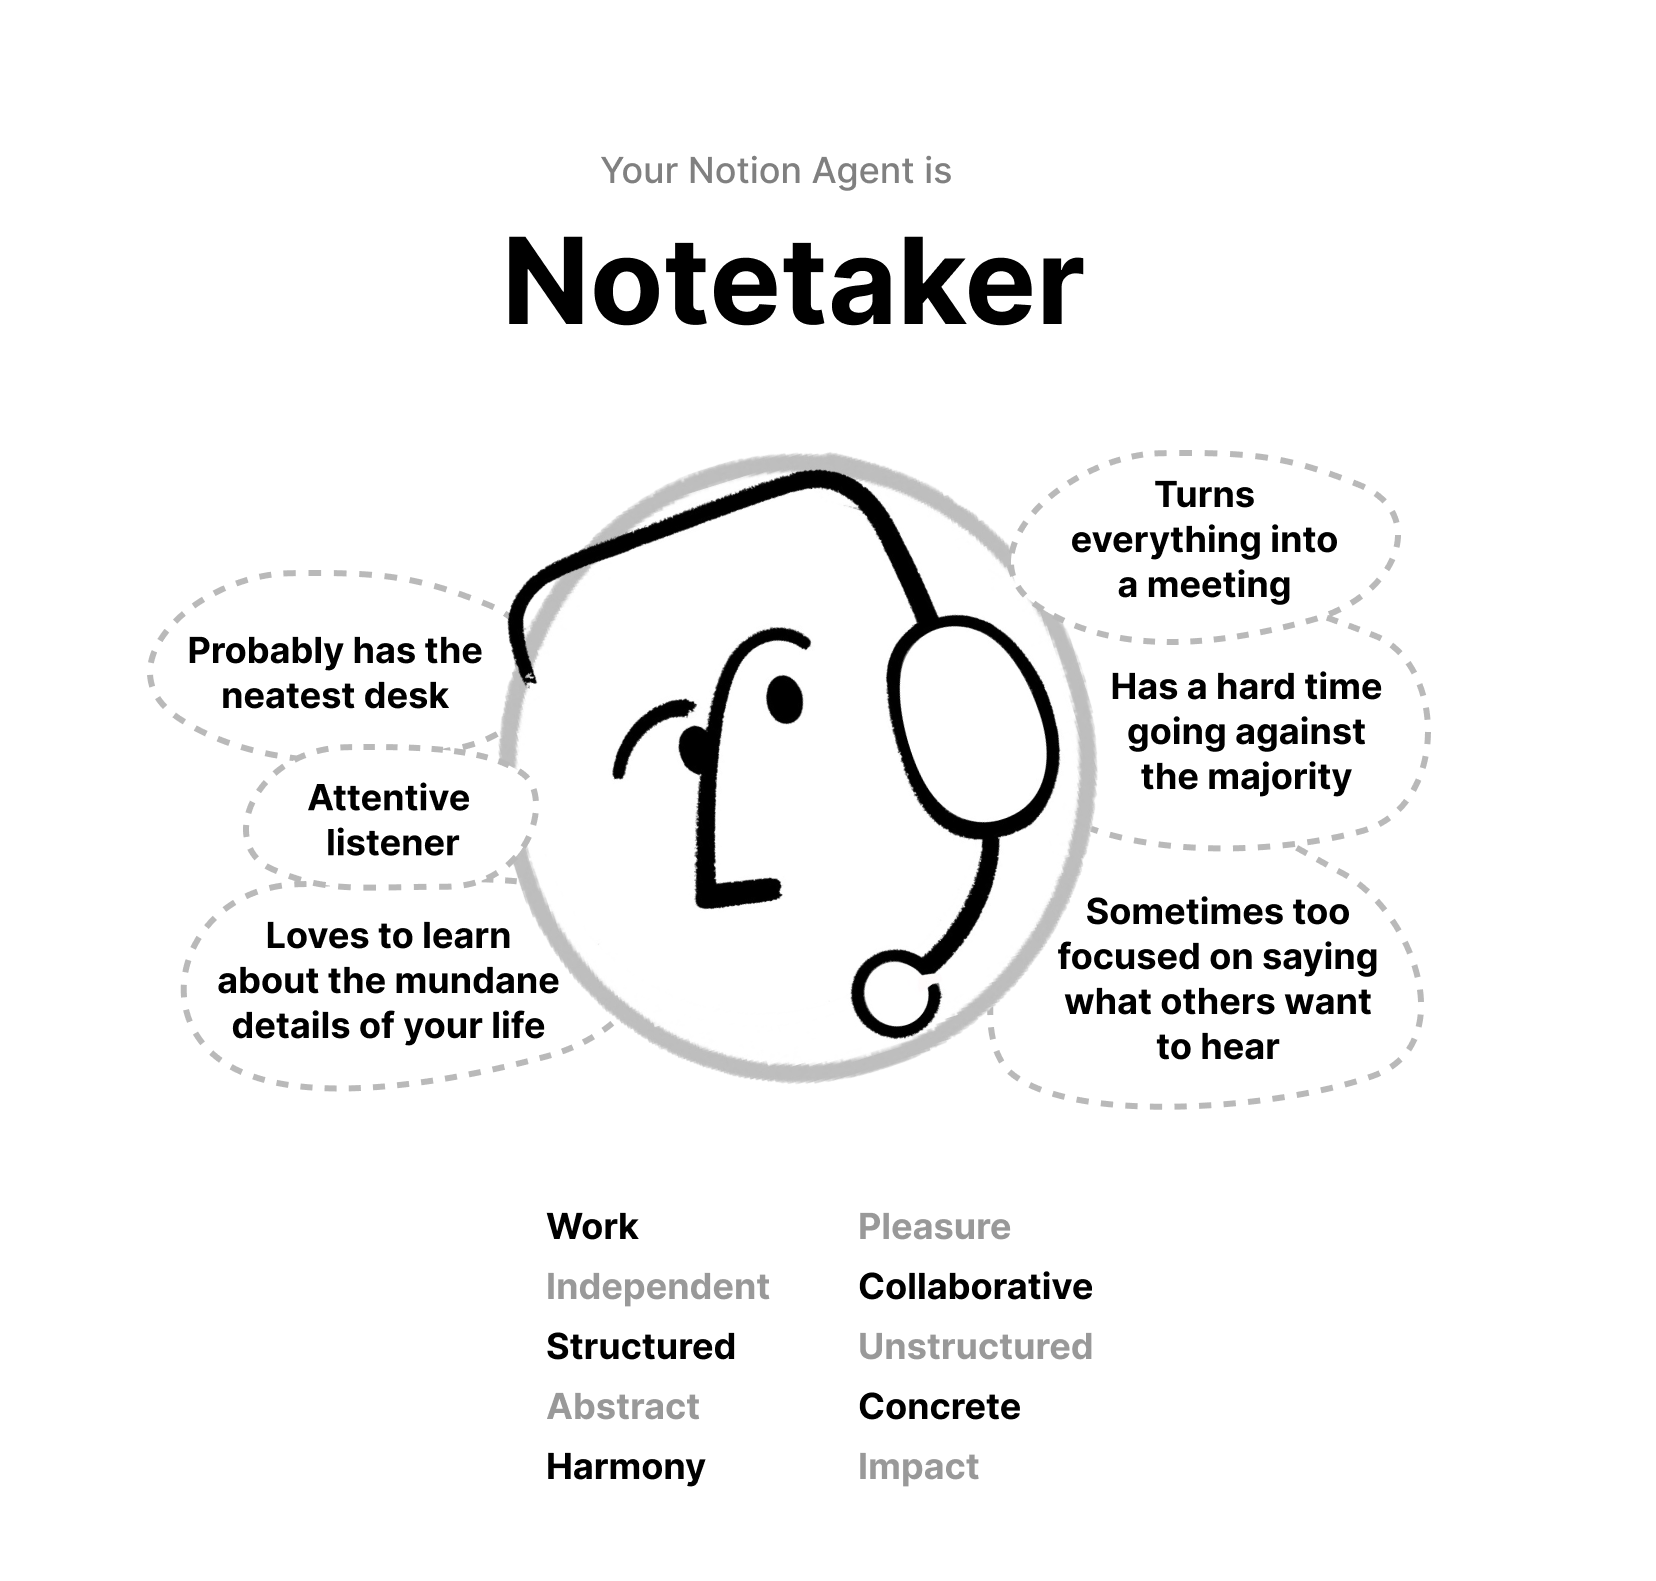 Your Notion Agent is
Notetaker
Turns
everything into
a meeting
Probably has the
neatest desk
Has a hard time
going against
the majority
Attentive
listener
Loves to learn
about the mundane
details of your life
Sometimes too
focused on saying
what others want
to hear
Work Pleasure
Independent Collaborative
Structured Unstructured
Abstract Concrete
Harmony Impact